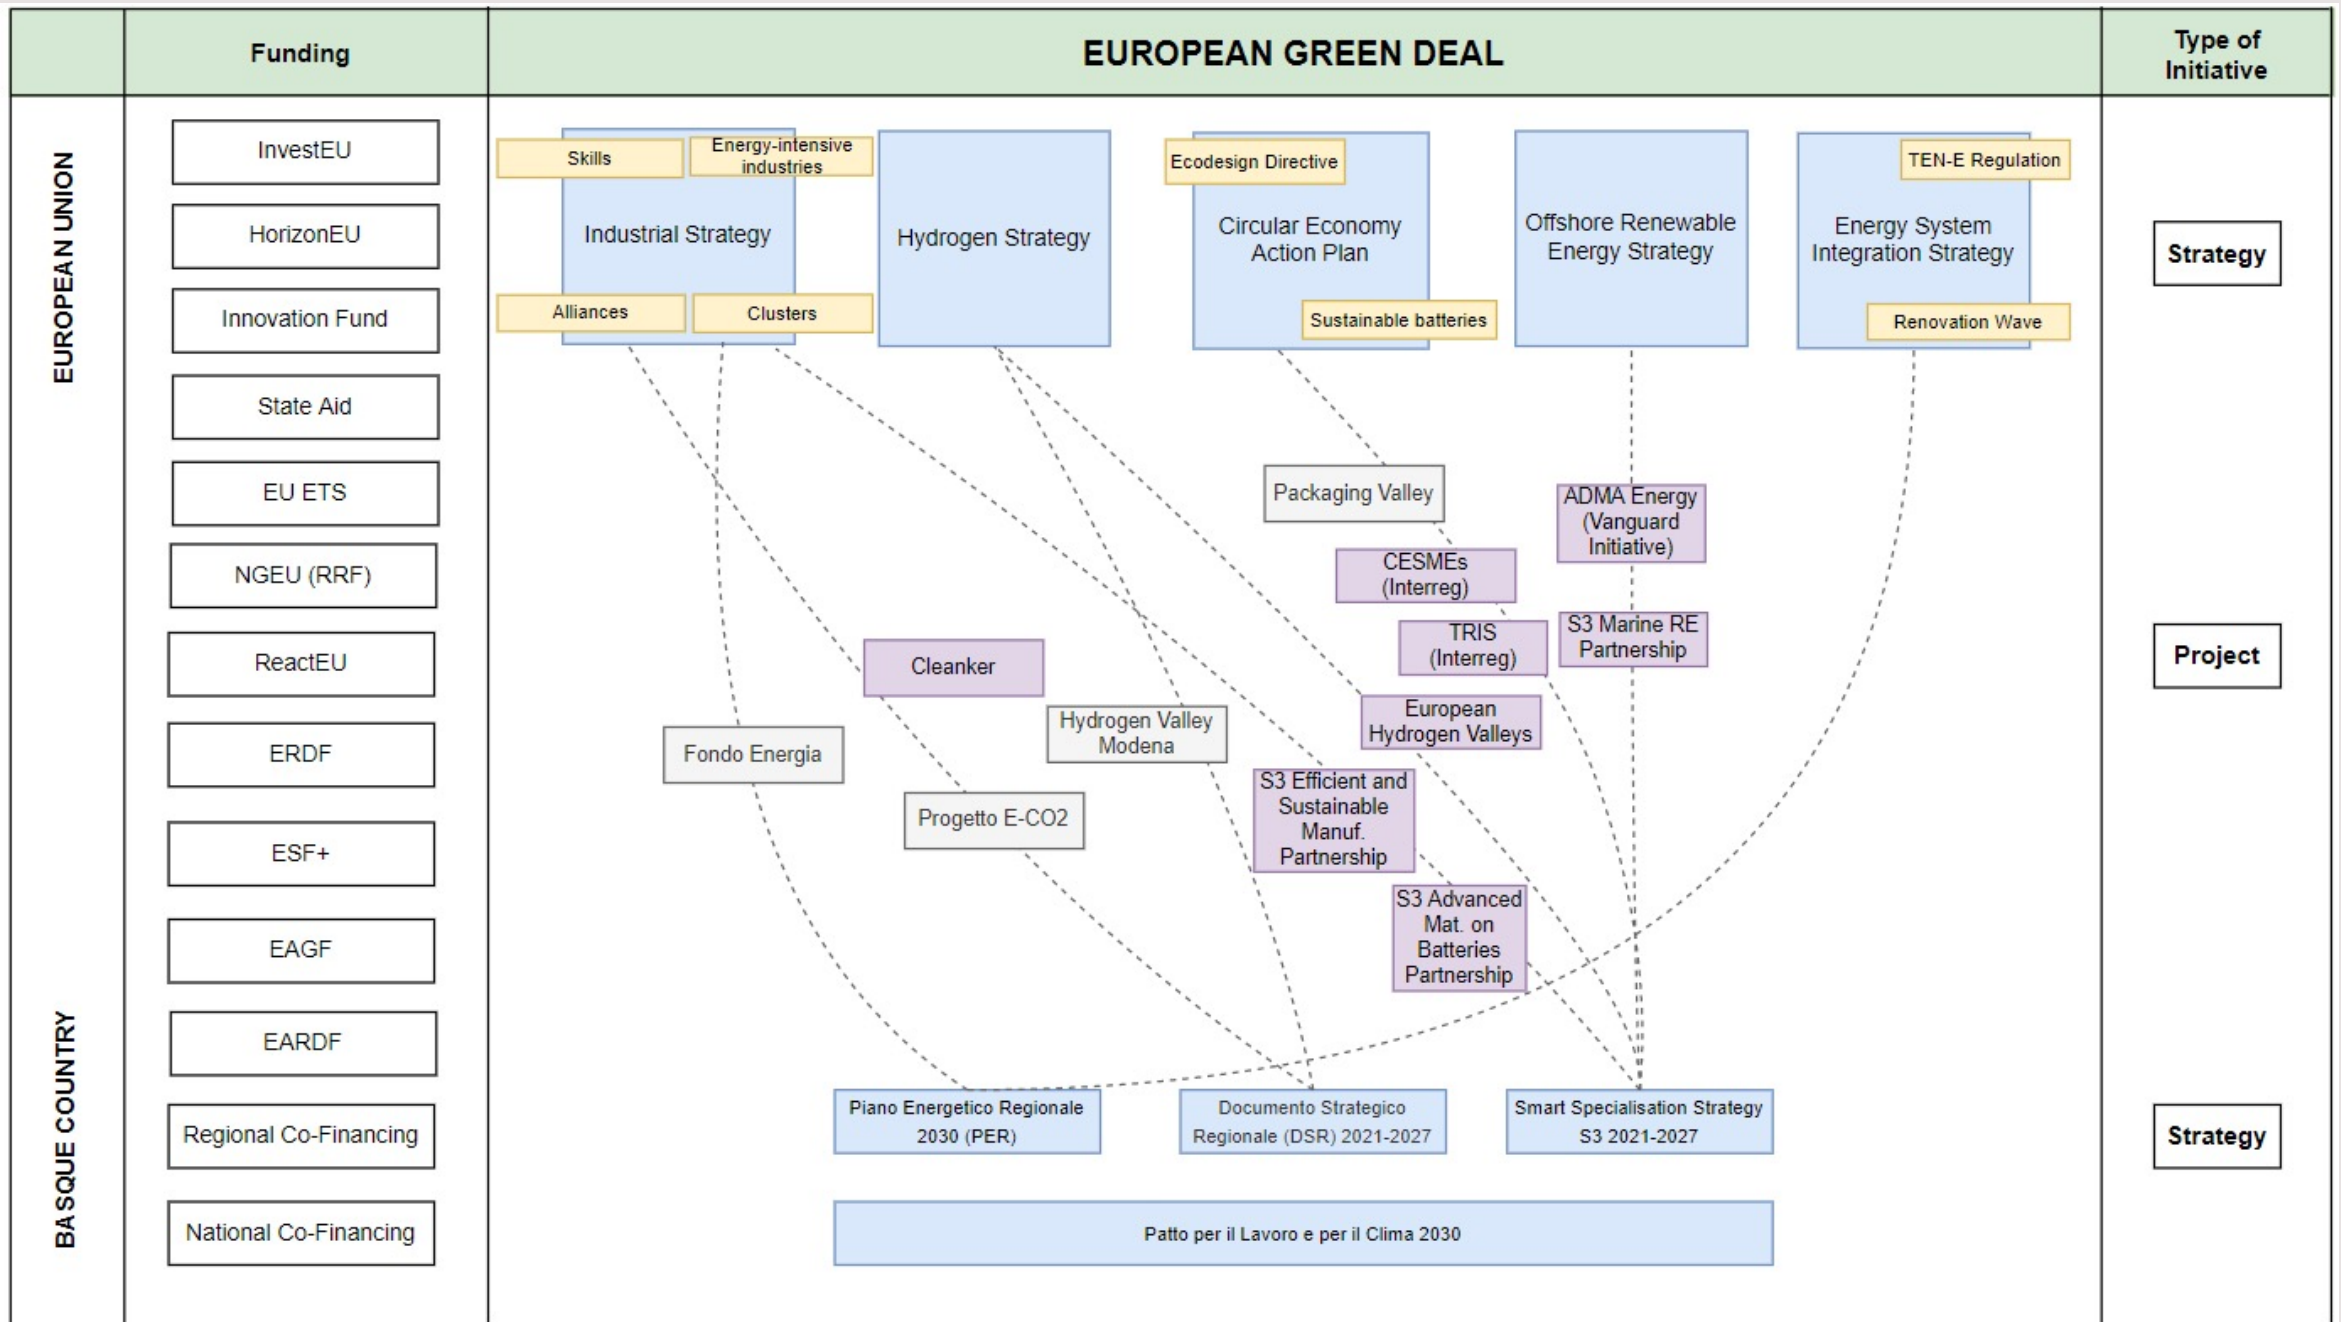 Funding
EUROPEAN GREEN DEAL
Type of
Initiative
EUROPEAN UNION
BASQUE COUNTRY
InvestEU
HorizonEU
Innovation Fund
State Aid
EU ETS
NGEU (RRF)
ReactEU
ERDF
ESF+
EAGF
EARDF
Regional Co-Financing
National Co-Financing
Skills
Energy-intensive
industries
Industrial Strategy
Alliances
Clusters
Hydrogen Strategy
Ecodesign Directive
Circular Economy
Action Plan
Sustainable batteries
Offshore Renewable
Energy Strategy
TEN-E Regulation
Energy System
Integration Strategy
Renovation Wave
Packaging Valley
ADMA Energy
(Vanguard
Initiative)
CESMEs
(Interreg)
TRIS
(Interreg)
S3 Marine RE
Partnership
Cleanker
European
Hydrogen Valleys
Hydrogen Valley
Modena
Fondo Energia
S3 Efficient and
Sustainable
Manuf.
Partnership
Progetto E-CO2
S3 Advanced
Mat. on
Batteries
Partnership
Piano Energetico Regionale
2030 (PER)
Documento Strategico
Regionale (DSR) 2021-2027
Smart Specialisation Strategy
S3 2021-2027
Patto per il Lavoro e per il Clima 2030
Strategy
Project
Strategy